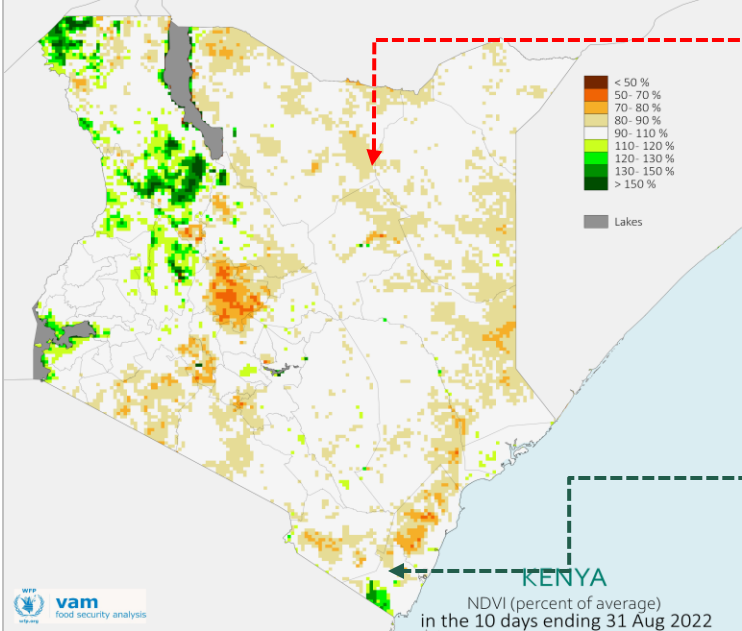 < 50 %
50- 70 %
70- 80 %
80- 90 %
90- 110 %
110- 120 %
120- 130 %
130- 150 %
> 150 %
Lakes
WFP
wfp.org
vam
food security analysis
KENYA
NDVI (percent of average)
in the 10 days ending 31 Aug 2022